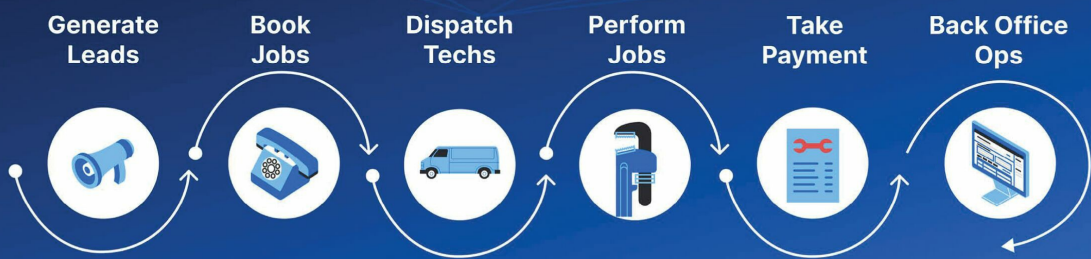 Generate
Leads
Book
Jobs
Dispatch
Techs
Perform
Jobs
Take
Payment
Back Office
Ops